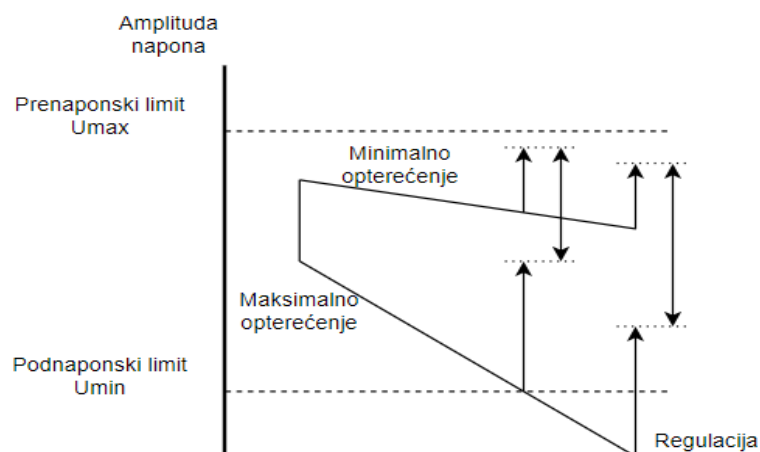 Amplituda
napona
Prenaponski limit
Umax
Minimalno
opterećenje
Maksimalno
opterećenje
Podnaponski limit
Umin
Regulacija